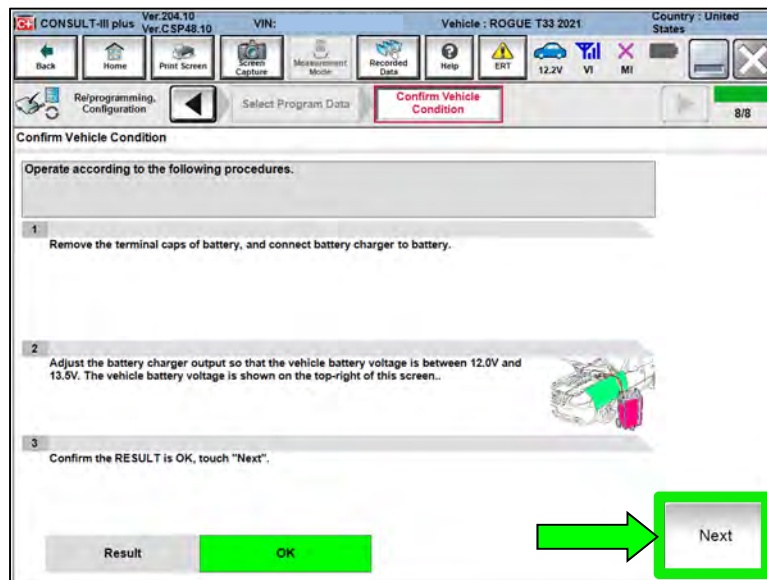 C+ CONSULT-III plus Ver.204.10 Ver.CSP48.10 VIN: Vehicle : ROGUE T33 2021 Country : United States
Back Home Print Screen Screen Capture Measurement Mode Recorded Data Help ERT 12.2V VI MI
Re/programming, Configuration Select Program Data Confirm Vehicle Condition 8/8
Confirm Vehicle Condition
Operate according to the following procedures.
1
Remove the terminal caps of battery, and connect battery charger to battery.
2
Adjust the battery charger output so that the vehicle battery voltage is between 12.0V and
13.5V. The vehicle battery voltage is shown on the top-right of this screen..
3
Confirm the RESULT is OK, touch "Next".
Result OK
Next